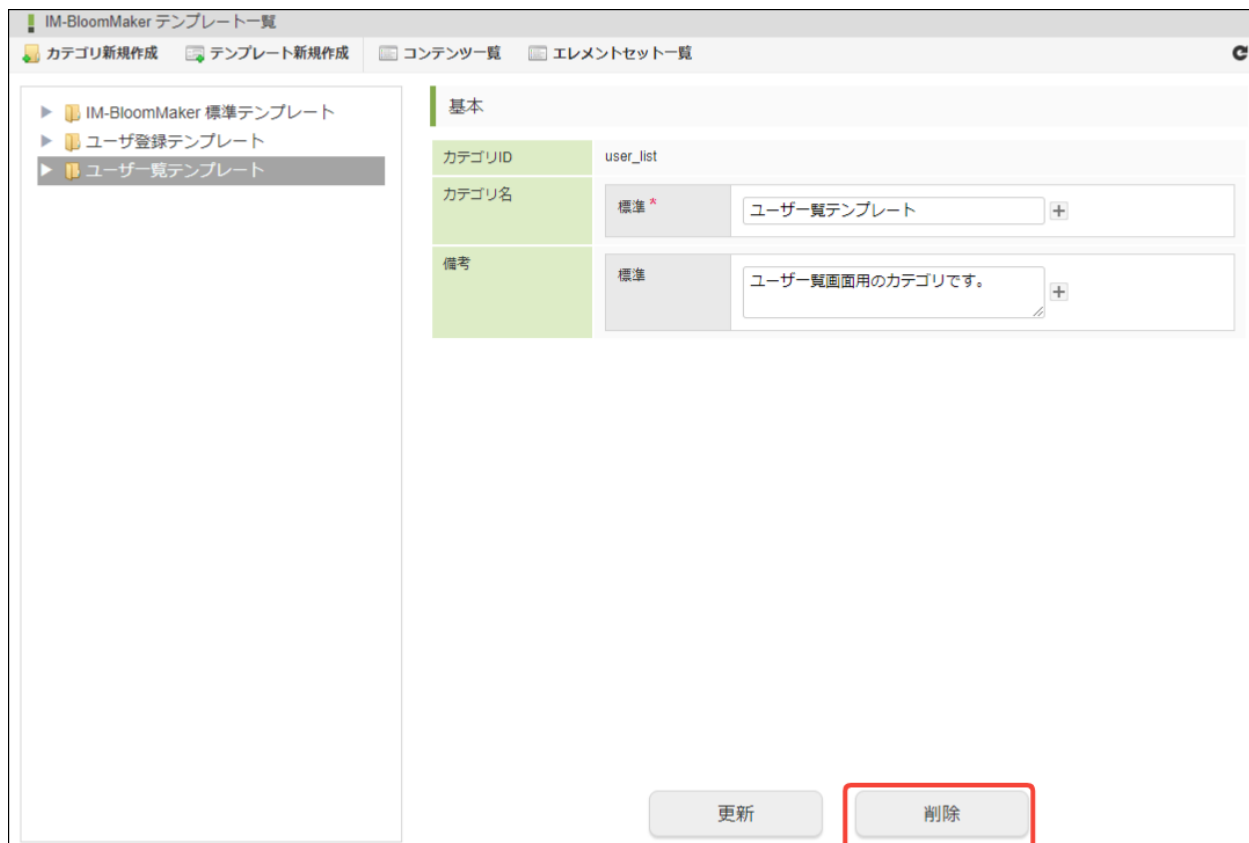 IM-BloomMaker テンプレート一覧
カテゴリ新規作成 テンプレート新規作成 コンテンツ一覧 エレメントセット一覧
IM-BloomMaker 標準テンプレート
ユーザ登録テンプレート
ユーザ一覧テンプレート
基本
カテゴリID user_list
カテゴリ名 標準* ユーザ一覧テンプレート
備考 標準 ユーザ一覧画面用のカテゴリです。
更新 削除